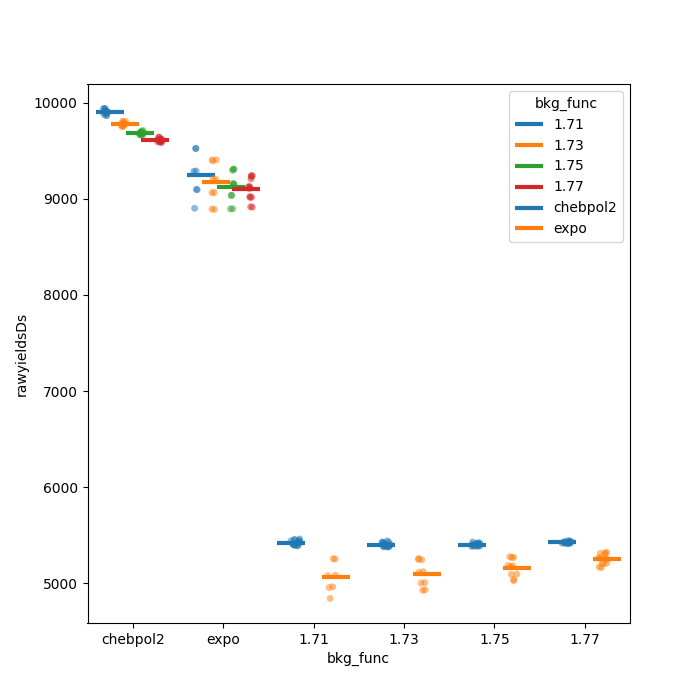 10000
9000
8000
7000
6000
5000
rawyieldsDs
chebpol2 expo 1.71 1.73 1.75 1.77
bkg_func
bkg_func
1.71
1.73
1.75
1.77
chebpol2
expo